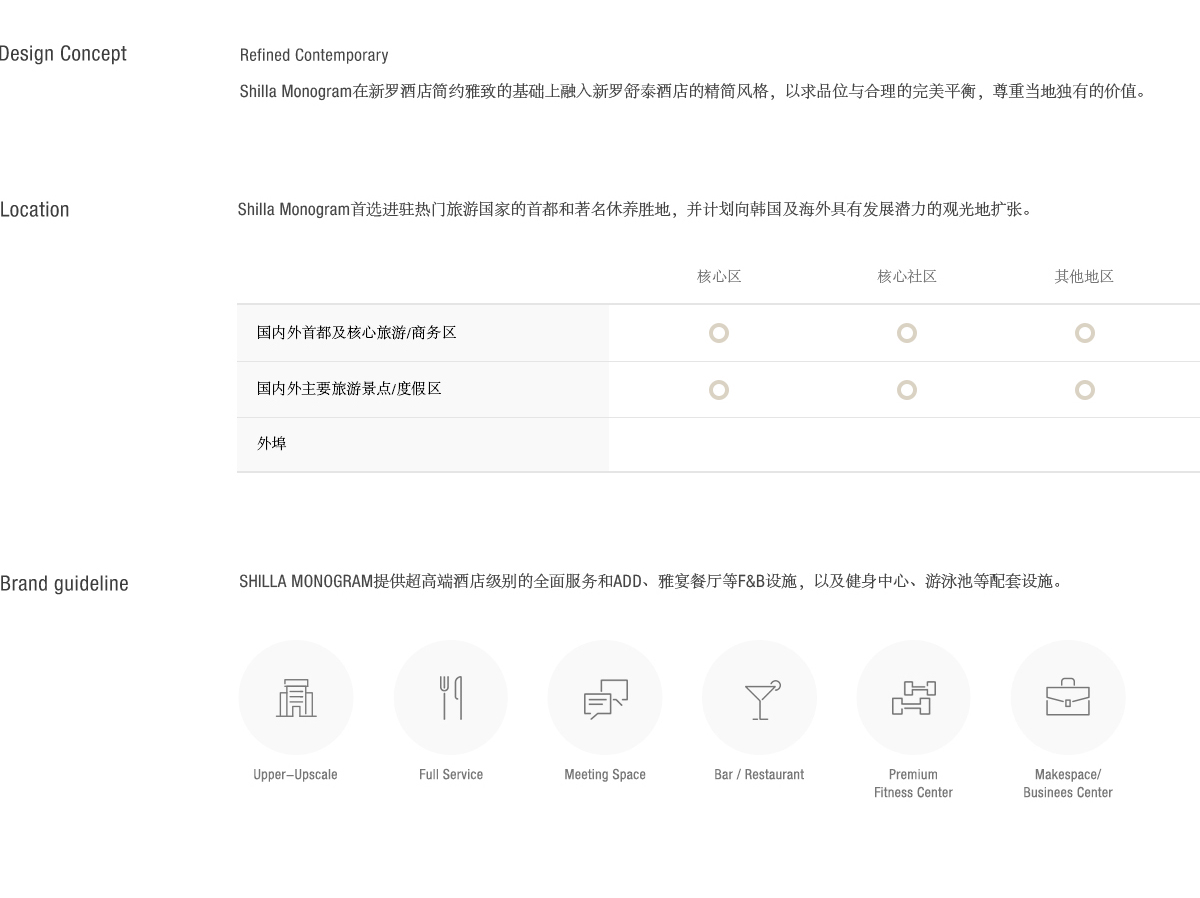 Design Concept
Refined Contemporary
Shilla Monogram在新罗酒店简约雅致的基础上融入新罗舒泰酒店的精简风格，以求品位与合理的完美平衡，尊重当地独有的价值。
Location
Shilla Monogram首选进驻热门旅游国家的首都和著名休养胜地，并计划向韩国及海外具有发展潜力的观光地扩张。
核心区 核心社区 其他地区
国内外首都及核心旅游/商务区
国内外主要旅游景点/度假区
外埠
Brand guideline
SHILLA MONOGRAM提供超高端酒店级别的全面服务和ADD、雅宴餐厅等F&B设施，以及健身中心、游泳池等配套设施。
Upper–Upscale
Full Service
Meeting Space
Bar / Restaurant
Premium
Fitness Center
Makespace/
Businees Center